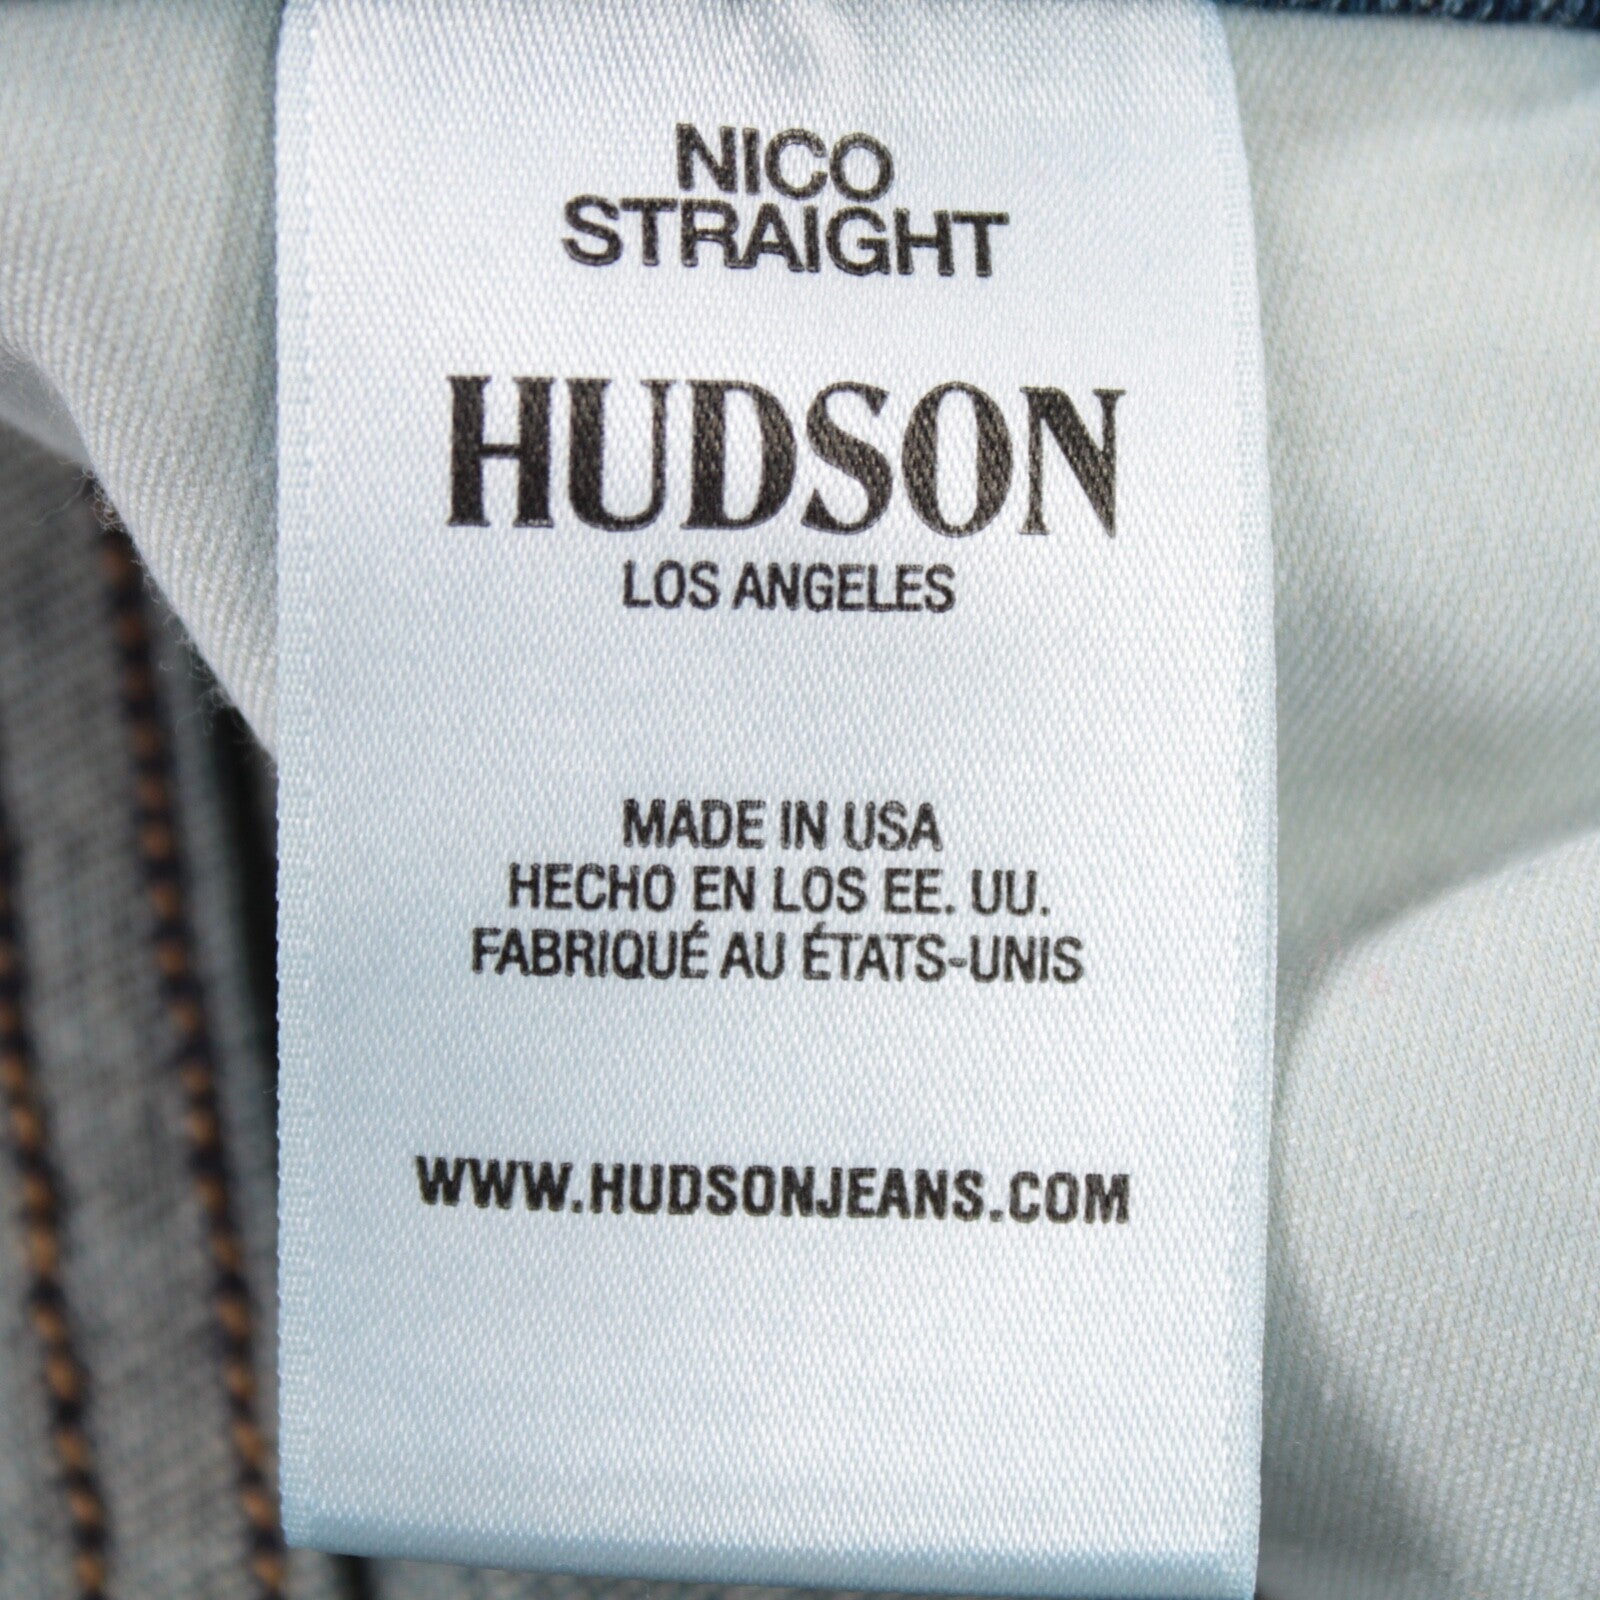 NICO
STRAIGHT
HUDSON
LOS ANGELES
MADE IN USA
HECHO EN LOS EE. UU.
FABRIQUÉ AU ÉTATS-UNIS
WWW.HUDSONJEANS.COM